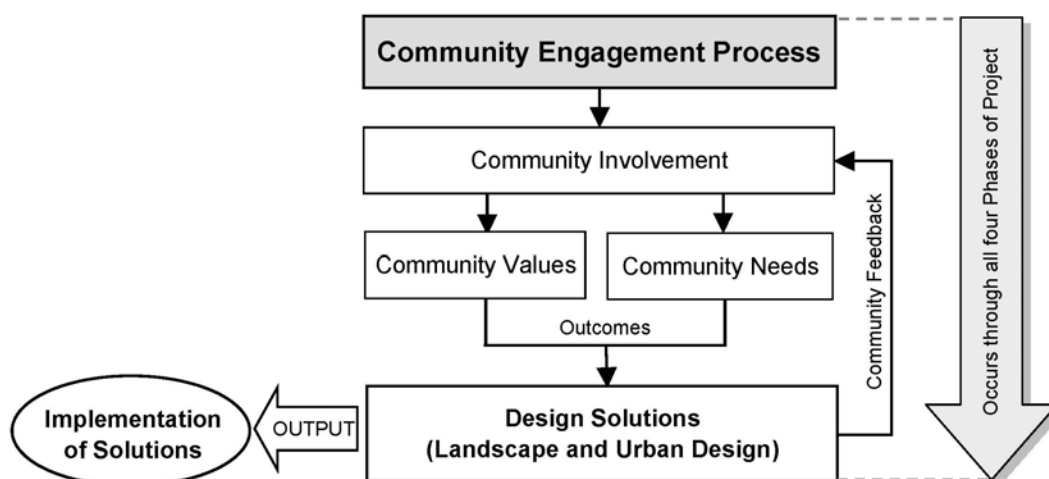 Community Engagement Process
Community Involvement
Community Values
Community Needs
Outcomes
Design Solutions
(Landscape and Urban Design)
OUTPUT
Implementation
of Solutions
Community Feedback
Occurs through all four Phases of Project